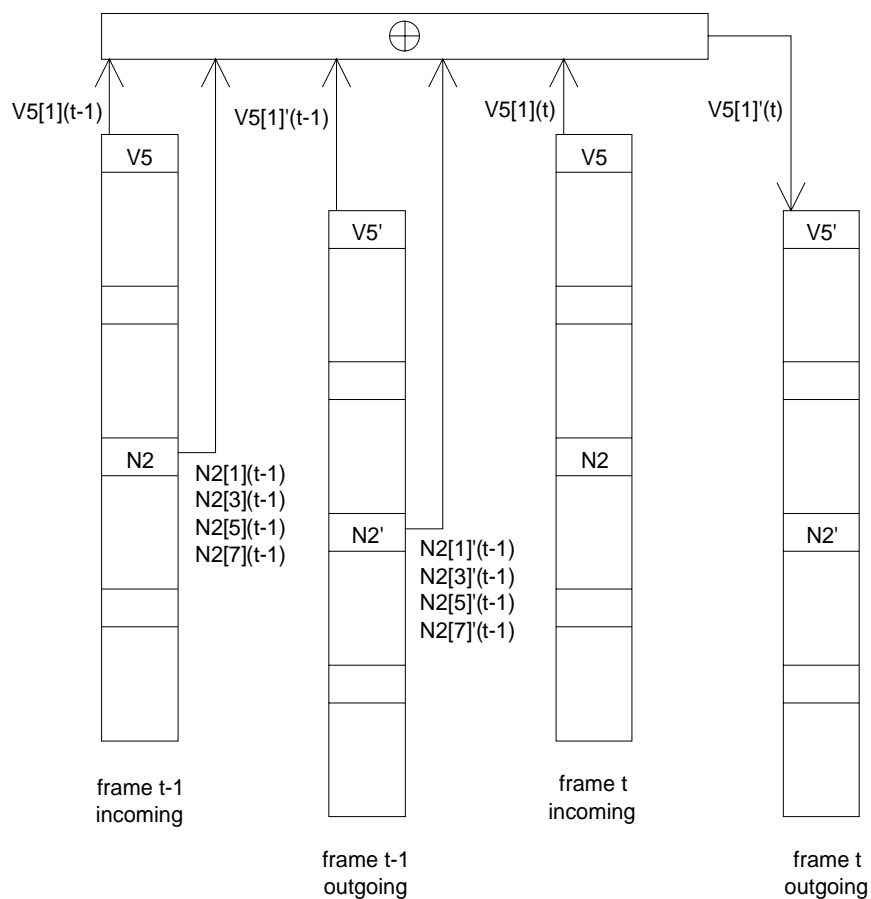 V5[1](t-1)
V5[1]'(t-1)
V5[1](t)
V5[1]'(t)
V5
V5
V5'
V5'
N2
N2
N2[1](t-1)
N2[3](t-1)
N2[5](t-1)
N2[7](t-1)
N2'
N2'
N2[1]'(t-1)
N2[3]'(t-1)
N2[5]'(t-1)
N2[7]'(t-1)
frame t-1
incoming
frame t
incoming
frame t-1
outgoing
frame t
outgoing